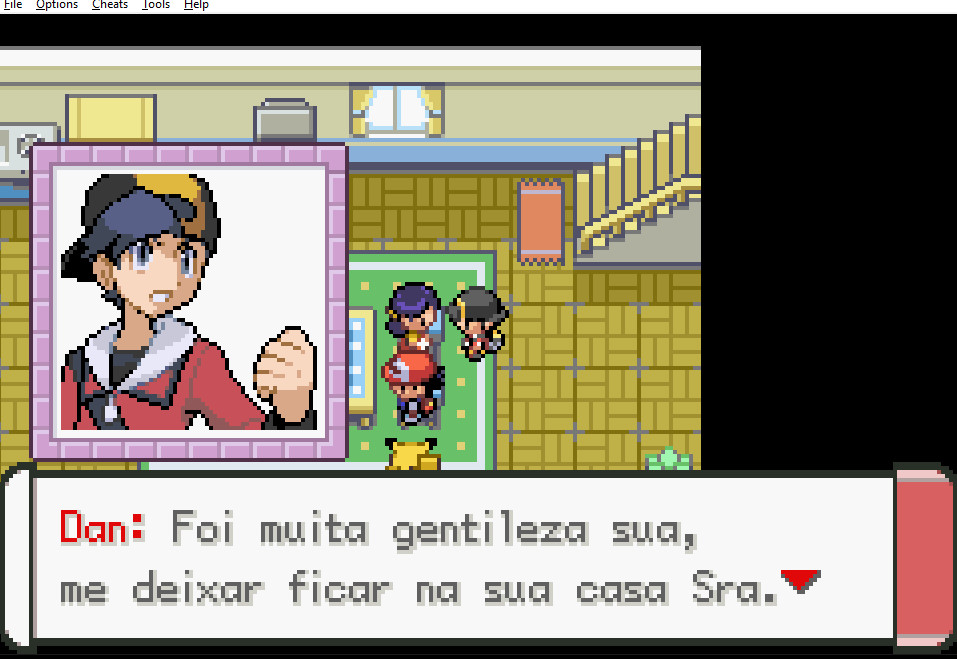 File Options Cheats Tools Help
Dan: Foi muita gentileza sua,
me deixar ficar na sua casa Sra.